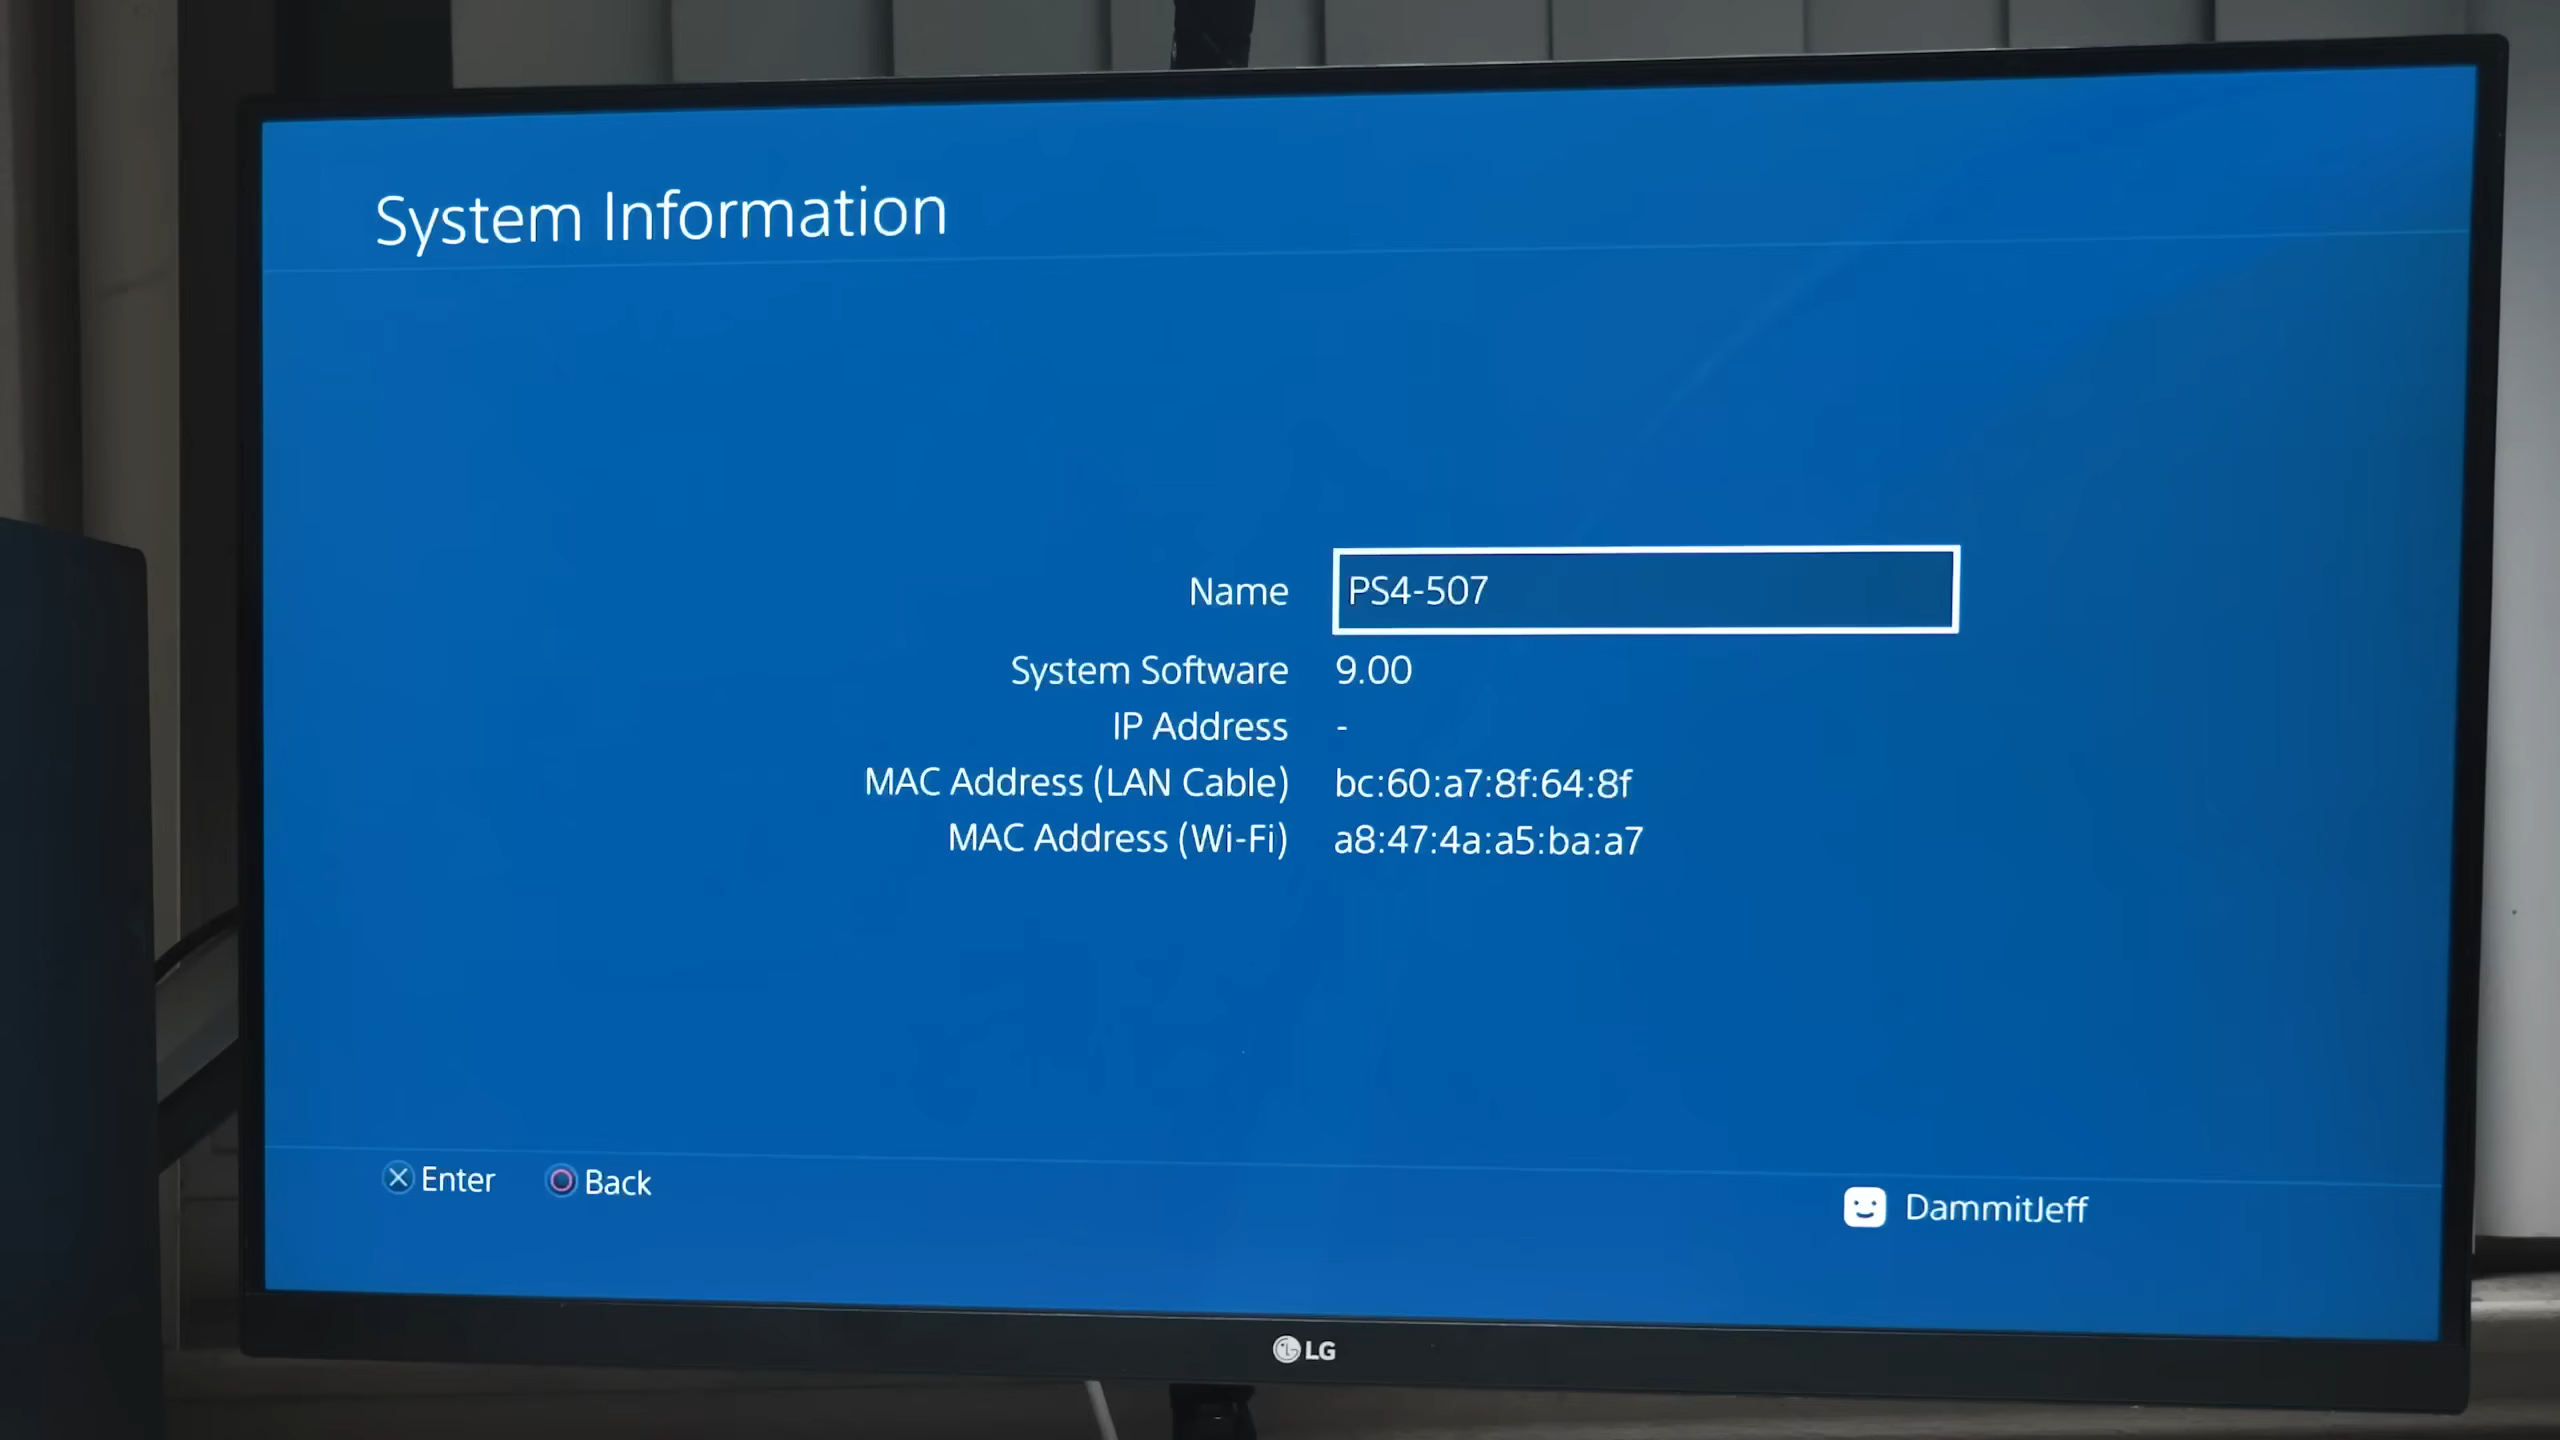 System Information
Name PS4-507
System Software 9.00
IP Address -
MAC Address (LAN Cable) bc:60:a7:8f:64:8f
MAC Address (Wi-Fi) a8:47:4a:a5:ba:a7
Enter Back
DammitJeff
LG